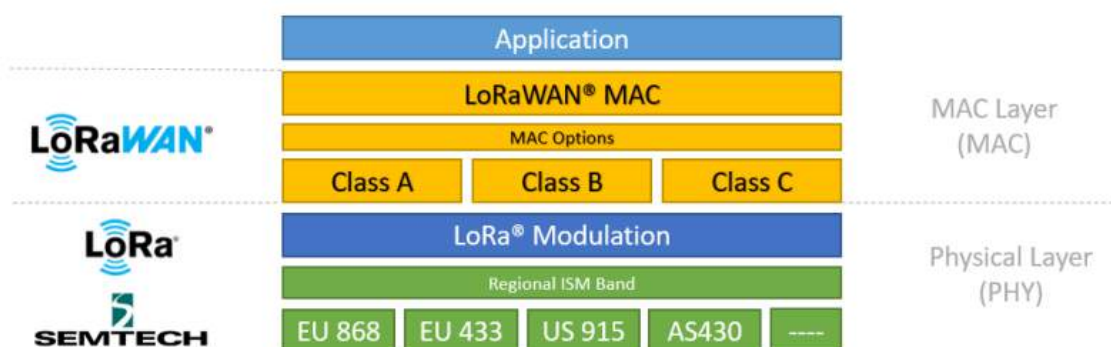 Application
LoRaWAN® MAC
MAC Layer
(MAC)
LoRaWAN®
MAC Options
Class A Class B Class C
LoRa®
LoRa® Modulation
Physical Layer
(PHY)
Regional ISM Band
SEMTECH
EU 868 EU 433 US 915 AS430 ----